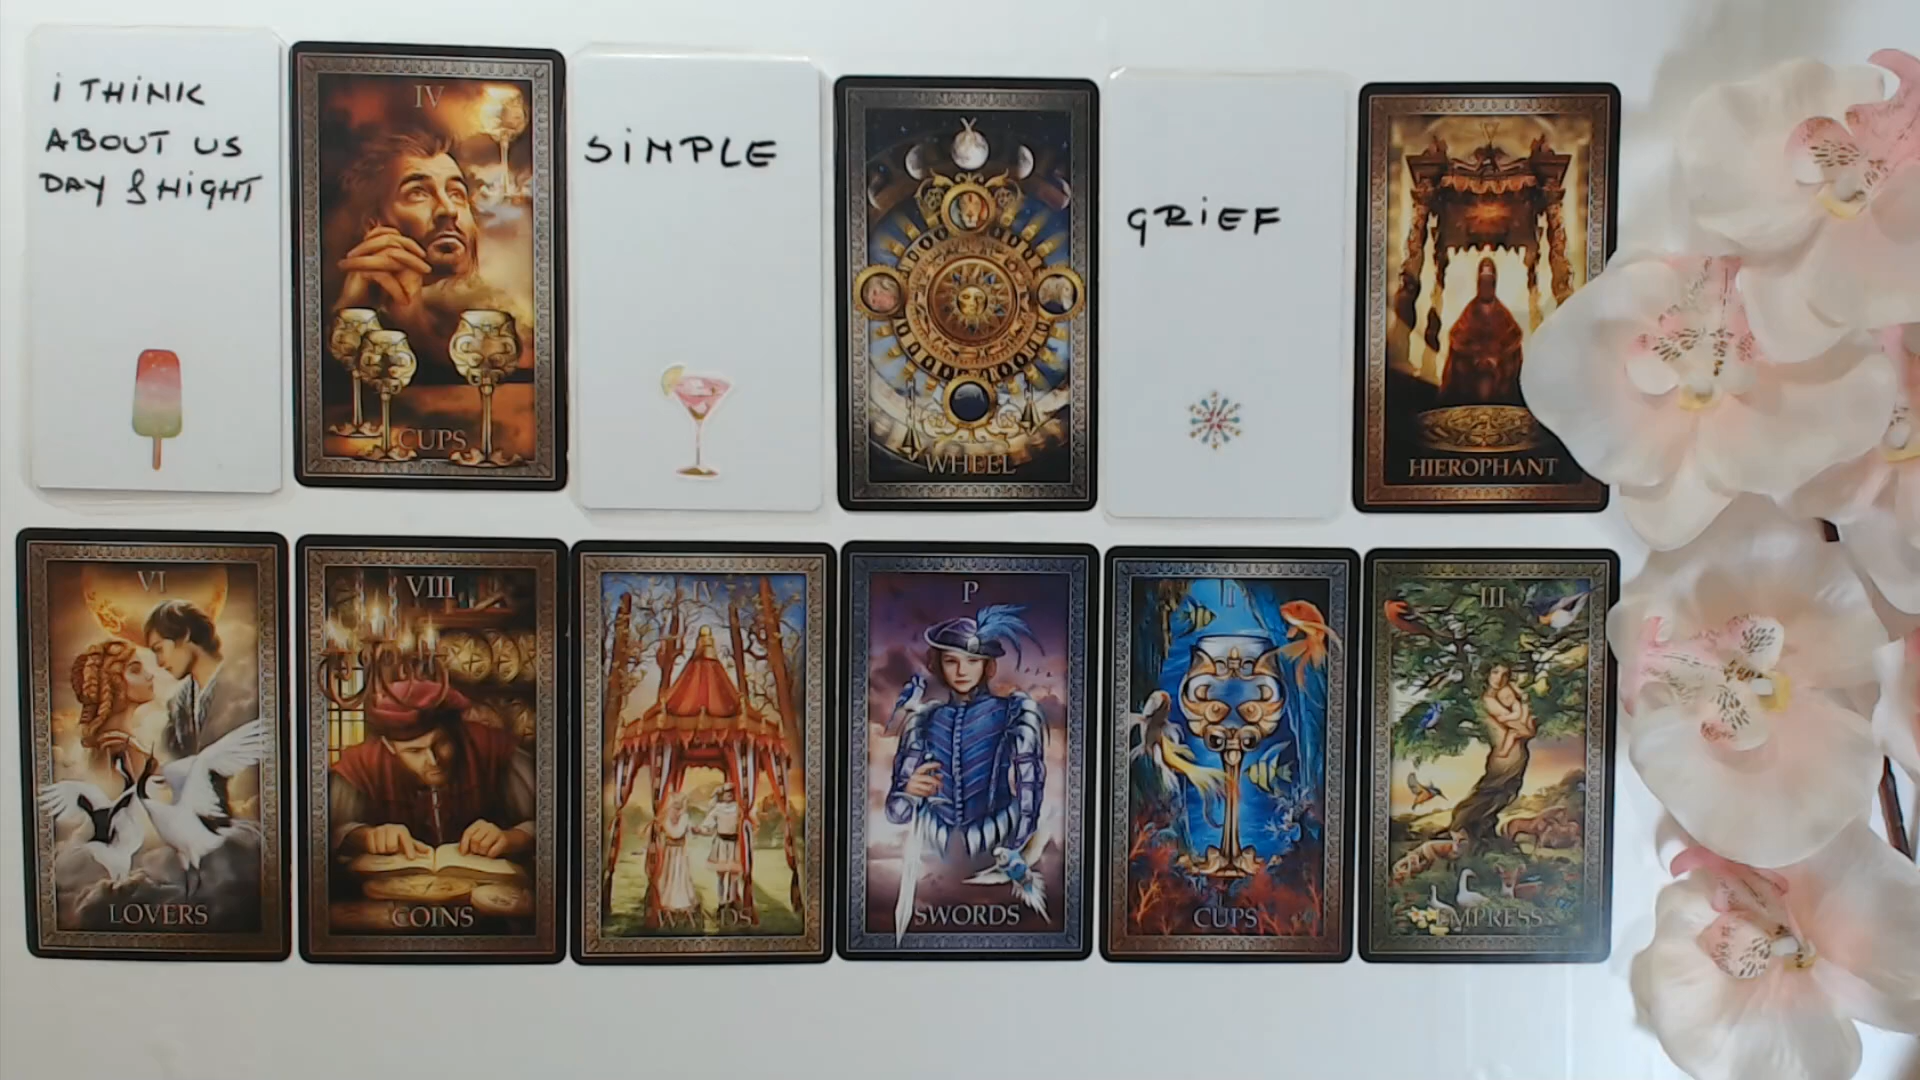 i THiNK
ABOUT US
DAY & NiGHT
IV
CUPS
SiMPLE
WHEEL
GRiEF
V
HIEROPHANT
VI
LOVERS
VIII
COINS
IV
WANDS
P
SWORDS
I
CUPS
III
EMPRESS